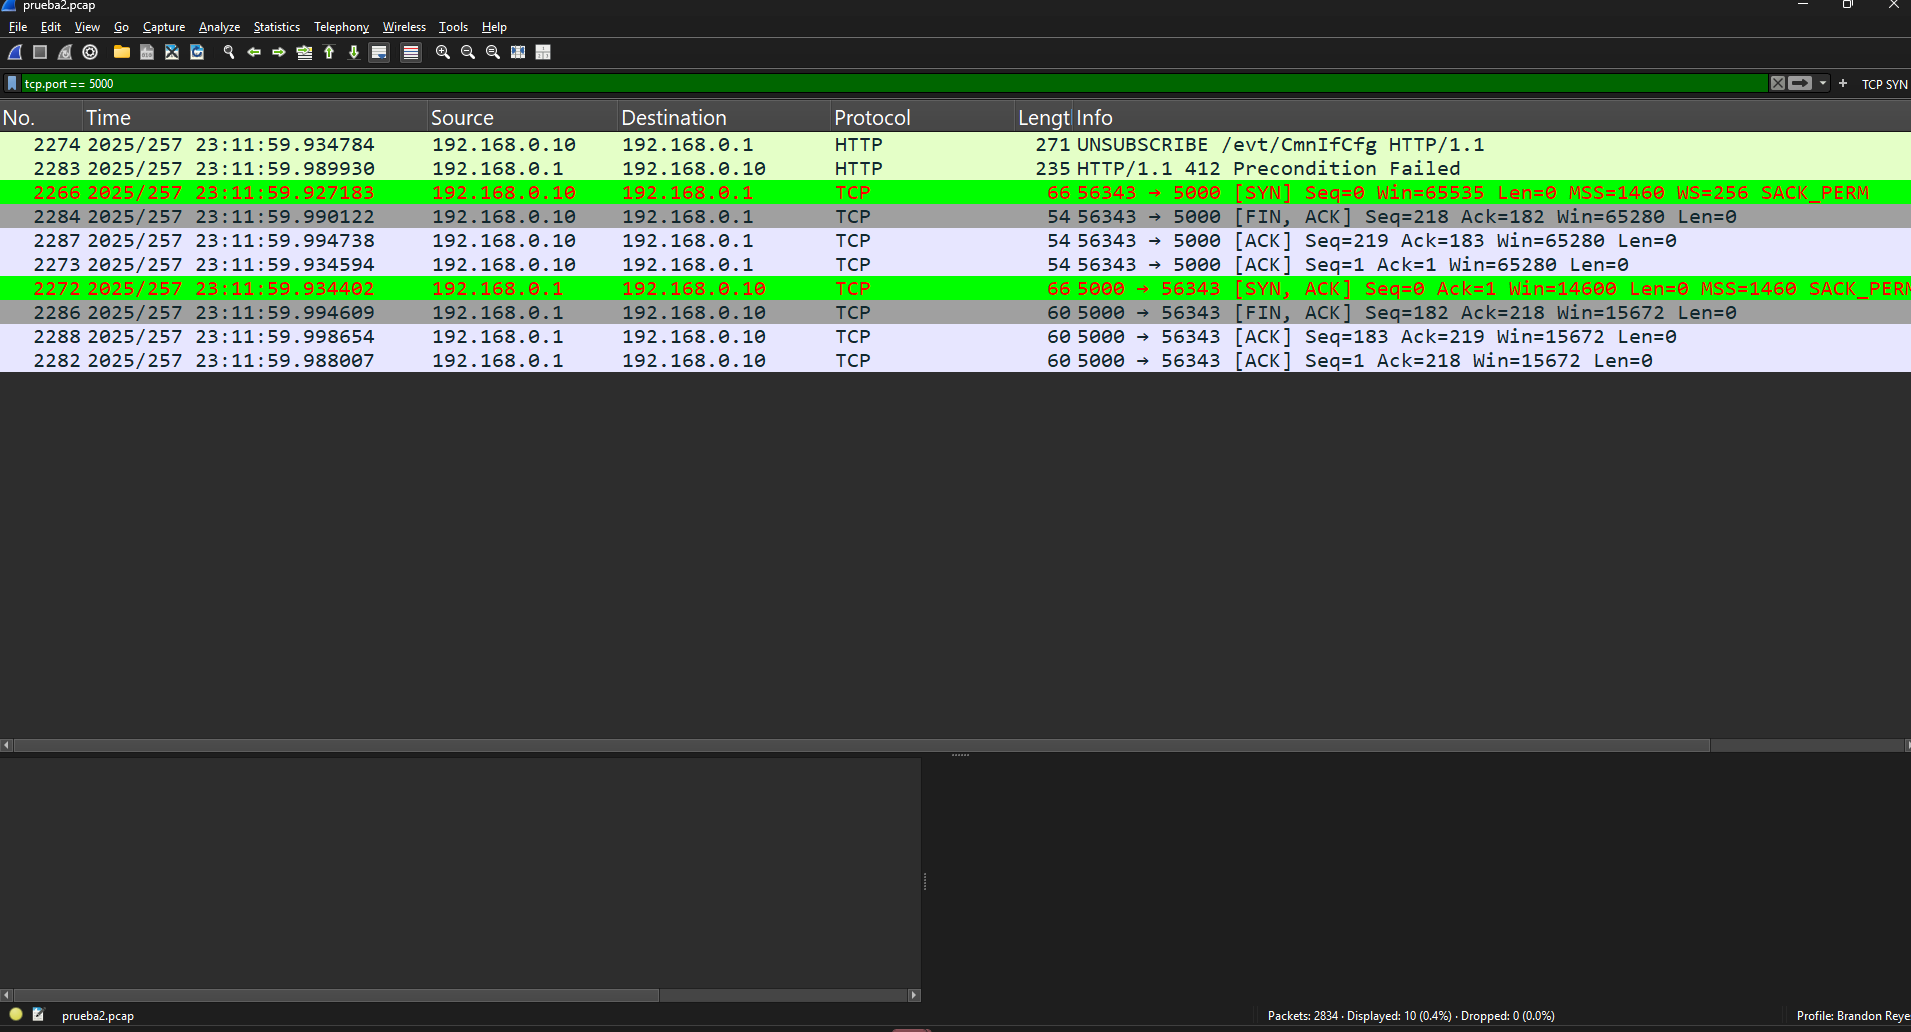 prueba2.pcap
File Edit View Go Capture Analyze Statistics Telephony Wireless Tools Help
tcp.port == 5000 + TCP SYN
No. Time Source Destination Protocol Lengt Info
2274 2025/257 23:11:59.934784 192.168.0.10 192.168.0.1 HTTP 271 UNSUBSCRIBE /evt/CmnIfCfg HTTP/1.1
2283 2025/257 23:11:59.989930 192.168.0.1 192.168.0.10 HTTP 235 HTTP/1.1 412 Precondition Failed
2266 2025/257 23:11:59.927183 192.168.0.10 192.168.0.1 TCP 66 56343 → 5000 [SYN] Seq=0 Win=65535 Len=0 MSS=1460 WS=256 SACK_PERM
2284 2025/257 23:11:59.990122 192.168.0.10 192.168.0.1 TCP 54 56343 → 5000 [FIN, ACK] Seq=218 Ack=182 Win=65280 Len=0
2287 2025/257 23:11:59.994738 192.168.0.10 192.168.0.1 TCP 54 56343 → 5000 [ACK] Seq=219 Ack=183 Win=65280 Len=0
2273 2025/257 23:11:59.934594 192.168.0.10 192.168.0.1 TCP 54 56343 → 5000 [ACK] Seq=1 Ack=1 Win=65280 Len=0
2272 2025/257 23:11:59.934402 192.168.0.1 192.168.0.10 TCP 66 5000 → 56343 [SYN, ACK] Seq=0 Ack=1 Win=14600 Len=0 MSS=1460 SACK_PERM
2286 2025/257 23:11:59.994609 192.168.0.1 192.168.0.10 TCP 60 5000 → 56343 [FIN, ACK] Seq=182 Ack=218 Win=15672 Len=0
2288 2025/257 23:11:59.998654 192.168.0.1 192.168.0.10 TCP 60 5000 → 56343 [ACK] Seq=183 Ack=219 Win=15672 Len=0
2282 2025/257 23:11:59.988007 192.168.0.1 192.168.0.10 TCP 60 5000 → 56343 [ACK] Seq=1 Ack=218 Win=15672 Len=0
prueba2.pcap Packets: 2834 · Displayed: 10 (0.4%) · Dropped: 0 (0.0%) Profile: Brandon Reye